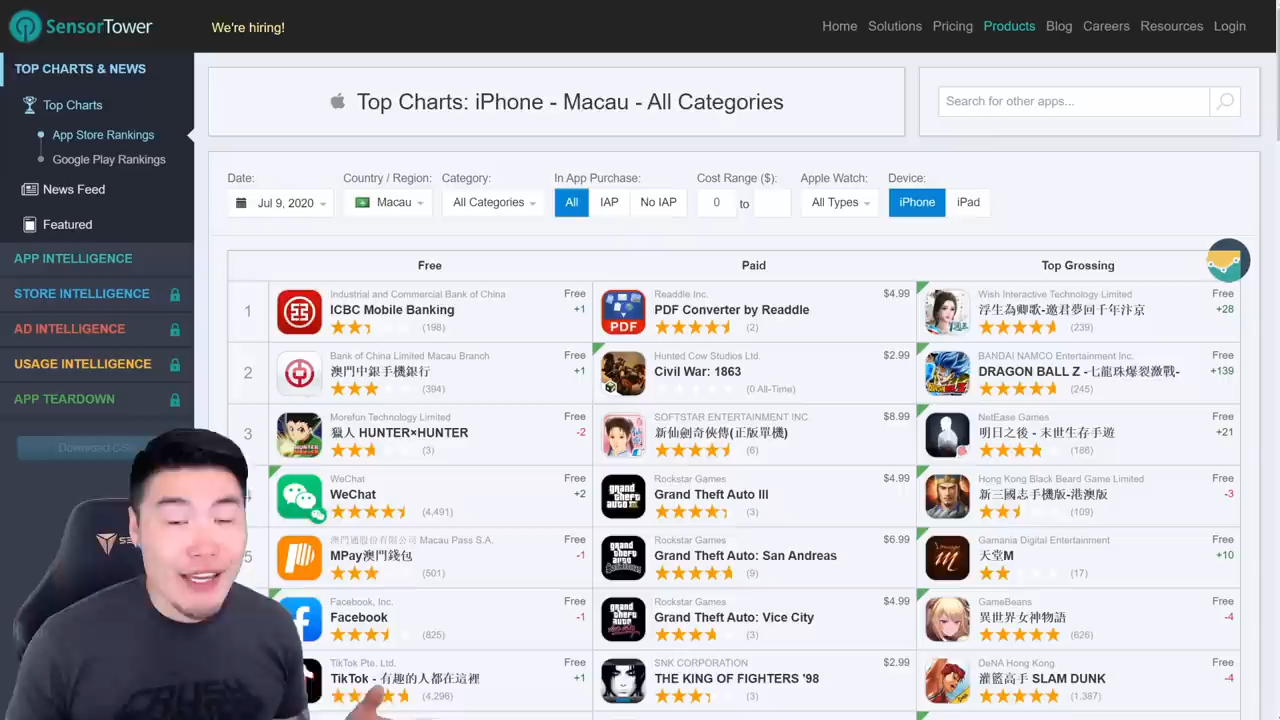 SensorTower
We're hiring!
Home Solutions Pricing Products Blog Careers Resources Login
TOP CHARTS & NEWS
Top Charts
App Store Rankings
Google Play Rankings
News Feed
Featured
APP INTELLIGENCE
STORE INTELLIGENCE
AD INTELLIGENCE
USAGE INTELLIGENCE
APP TEARDOWN
Top Charts: iPhone - Macau - All Categories
Search for other apps...
Date: Country / Region: Category: In App Purchase: Cost Range ($): Apple Watch: Device:
Jul 9, 2020 Macau All Categories All IAP No IAP 0 to All Types iPhone iPad
Free Paid Top Grossing
1
Industrial and Commercial Bank of China Free
ICBC Mobile Banking +1
(198)
PDF
Readdle Inc. $4.99
PDF Converter by Readdle
(2)
Wish Interactive Technology Limited Free
浮生為卿歌-邀君夢回千年汴京 +28
(239)
2
Bank of China Limited Macau Branch Free
澳門中銀手機銀行 +1
(394)
Hunted Cow Studios Ltd. $2.99
Civil War: 1863
(0 All-Time)
BANDAI NAMCO Entertainment Inc. Free
DRAGON BALL Z -七龍珠爆裂激戰- +139
(245)
3
Morefun Technology Limited Free
獵人 HUNTER×HUNTER -2
(3)
SOFTSTAR ENTERTAINMENT INC $8.99
新仙劍奇俠傳(正版單機)
(6)
NetEase Games Free
明日之後 - 末世生存手遊 +21
(186)
WeChat Free
WeChat +2
(4,491)
Rockstar Games $4.99
Grand Theft Auto III
(3)
Hong Kong Black Beard Game Limited Free
新三國志手機版-港澳版 -3
(109)
5
澳門通股份有限公司 Macau Pass S.A. Free
MPay澳門錢包 -1
(501)
Rockstar Games $6.99
Grand Theft Auto: San Andreas
(9)
Gamania Digital Entertainment Free
天堂M +10
(17)
Facebook, Inc. Free
Facebook -1
(825)
Rockstar Games $4.99
Grand Theft Auto: Vice City
(3)
GameBeans Free
異世界女神物語 -4
(626)
TikTok Pte. Ltd. Free
TikTok - 有趣的人都在這裡 +1
(4,296)
SNK CORPORATION $2.99
THE KING OF FIGHTERS '98
(3)
DeNA Hong Kong Free
灌籃高手 SLAM DUNK -4
(1,387)